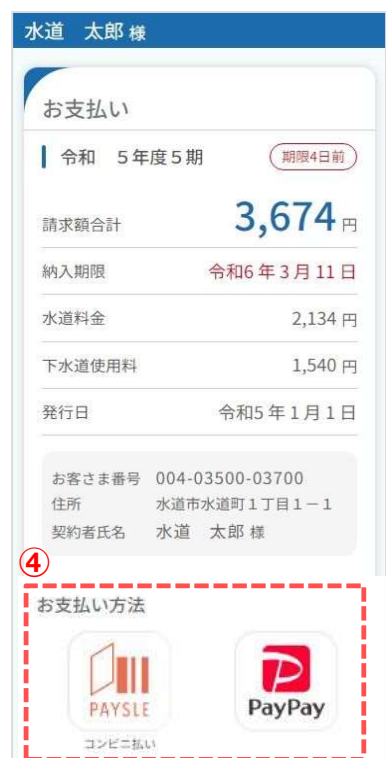 水道　太郎 様
お支払い
令和　５年度５期　期限4日前
請求額合計　3,674 円
納入期限　令和6 年 3 月 11 日
水道料金　2,134 円
下水道使用料　1,540 円
発行日　令和5 年 1 月 1 日
お客さま番号　004-03500-03700
住所　水道市水道町１丁目１－１
契約者氏名　水道　太郎 様
④
お支払い方法
PAYSLE　PayPay
コンビニ払い